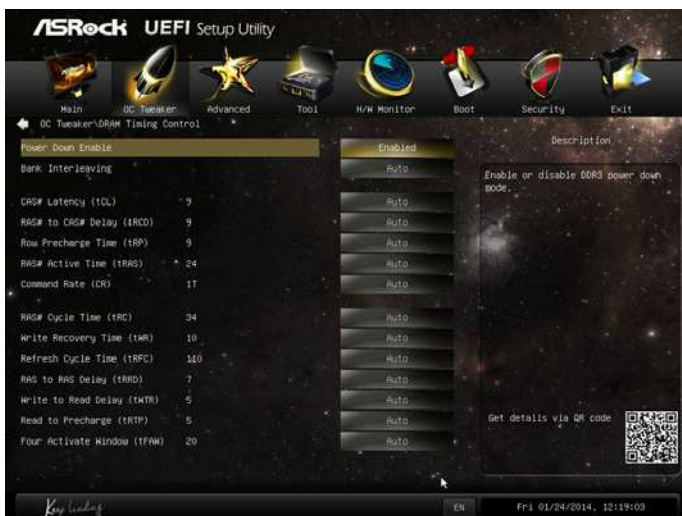 ASRock UEFI Setup Utility
Main OC Tweaker Advanced Tool H/W Monitor Boot Security Exit
OC Tweaker\DRAM Timing Control
Description
Power Down Enable Enabled
Bank Interleaving Auto
Enable or disable DDR3 power down
mode.
CAS# Latency (tCL) 9 Auto
RAS# to CAS# Delay (tRCD) 9 Auto
Row Precharge Time (tRP) 9 Auto
RAS# Active Time (tRAS) 24 Auto
Command Rate (CR) 1T Auto
RAS# Cycle Time (tRC) 34 Auto
Write Recovery Time (tWR) 10 Auto
Refresh Cycle Time (tRFC) 110 Auto
RAS to RAS Delay (tRRD) 7 Auto
Write to Read Delay (tWTR) 5 Auto
Read to Precharge (tRTP) 5 Auto
Four Activate Window (tFAW) 20 Auto
Get details via QR code
Keep leading
EN
Fri 01/24/2014, 12:19:03